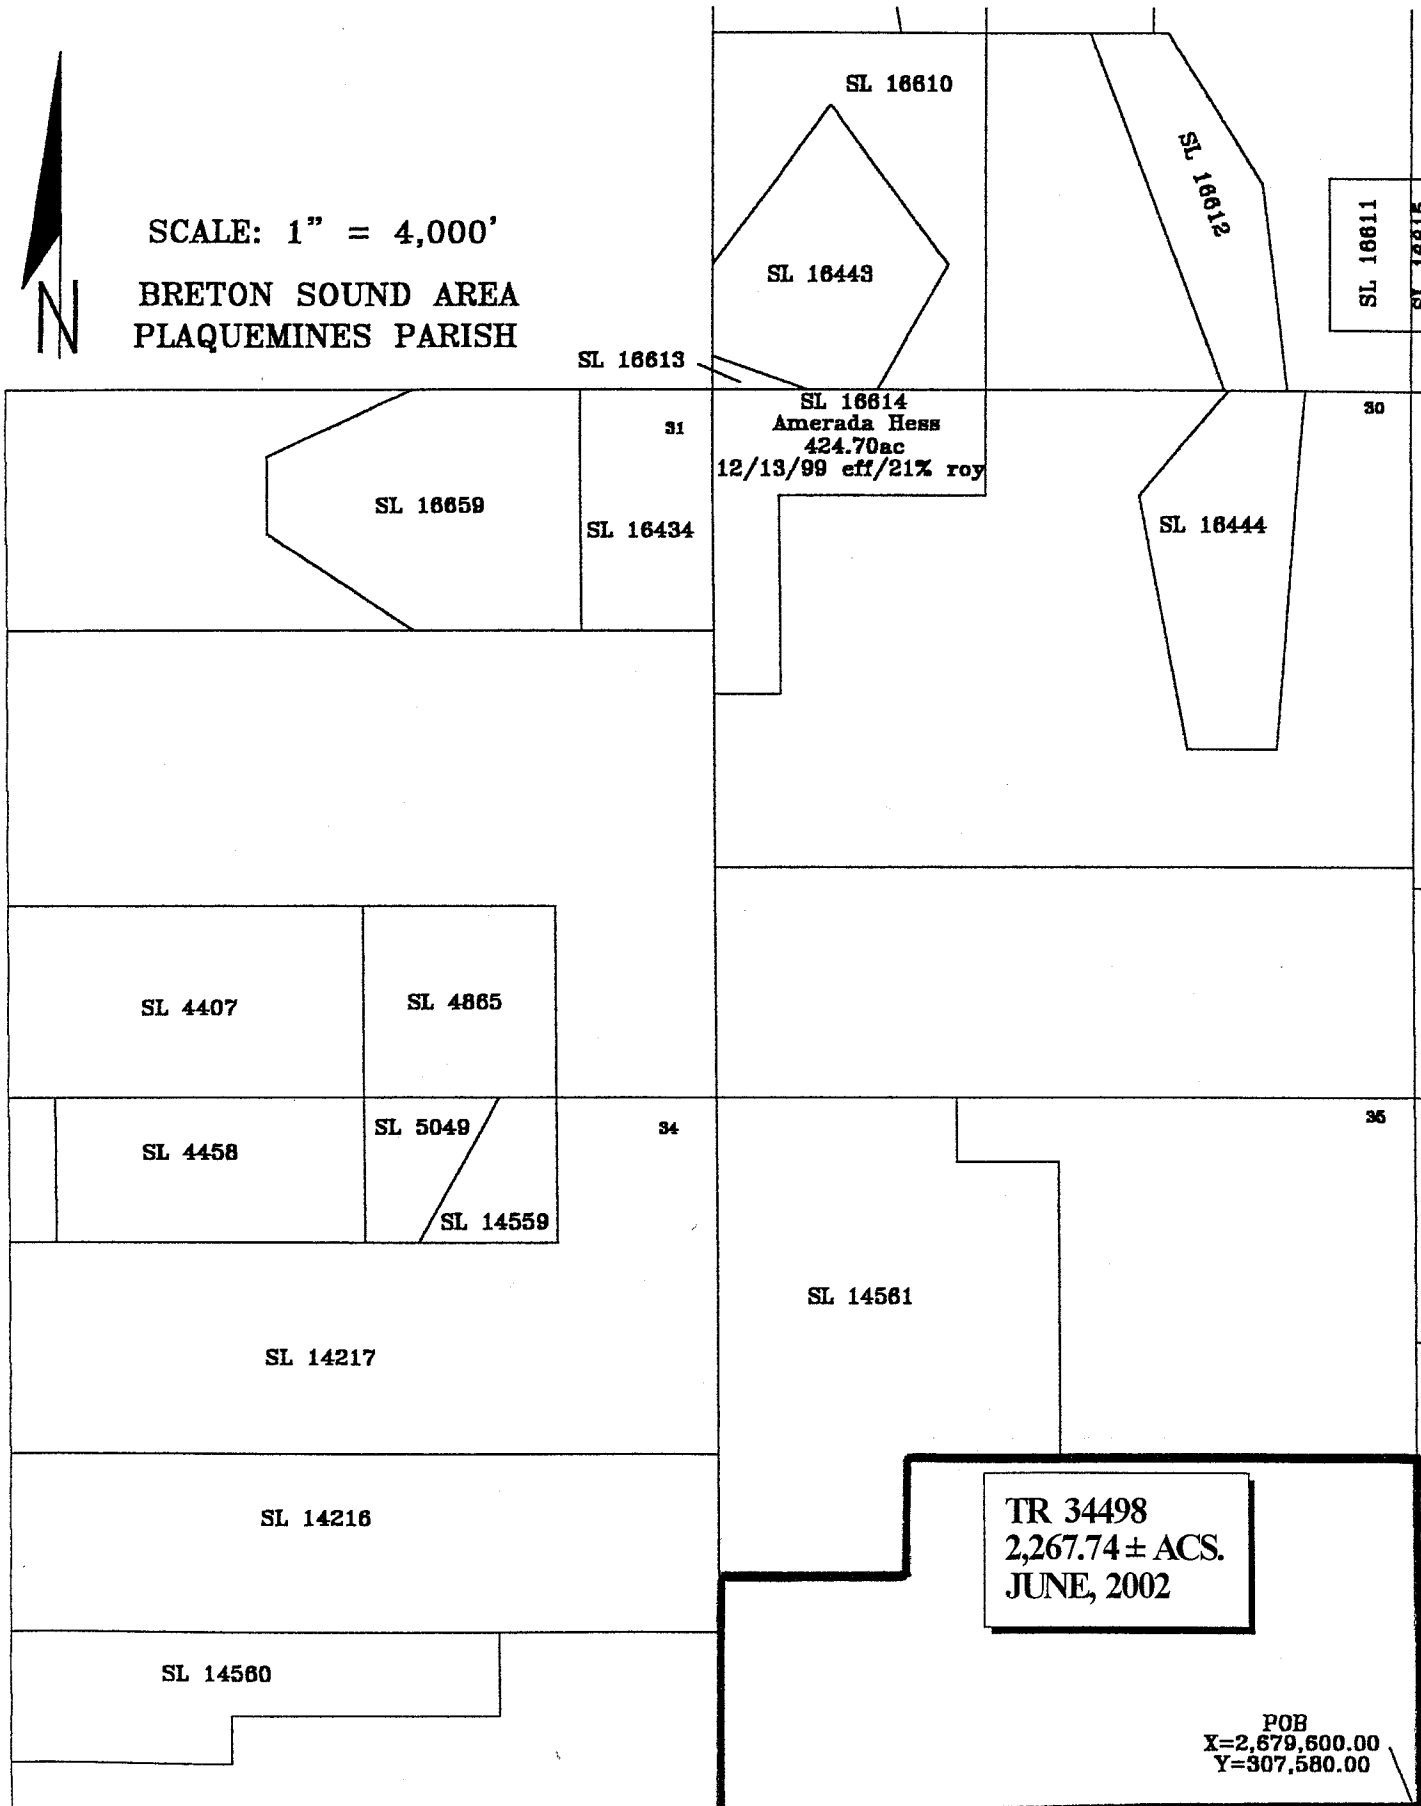 SL 16610
SL 16612
SL 16611
SCALE: 1" = 4,000'
SL 16443
BRETON SOUND AREA
PLAQUEMINES PARISH
N
SL 16613
SL 16614
Amerada Hess
424.70ac
12/13/99 eff/21% roy
31
30
SL 16659
SL 16434
SL 16444
SL 4407
SL 4865
SL 5049
34
35
SL 4458
SL 14559
SL 14561
SL 14217
SL 14216
TR 34498
2,267.74 ± ACS.
JUNE, 2002
SL 14560
POB
X=2,679,600.00
Y=307,580.00